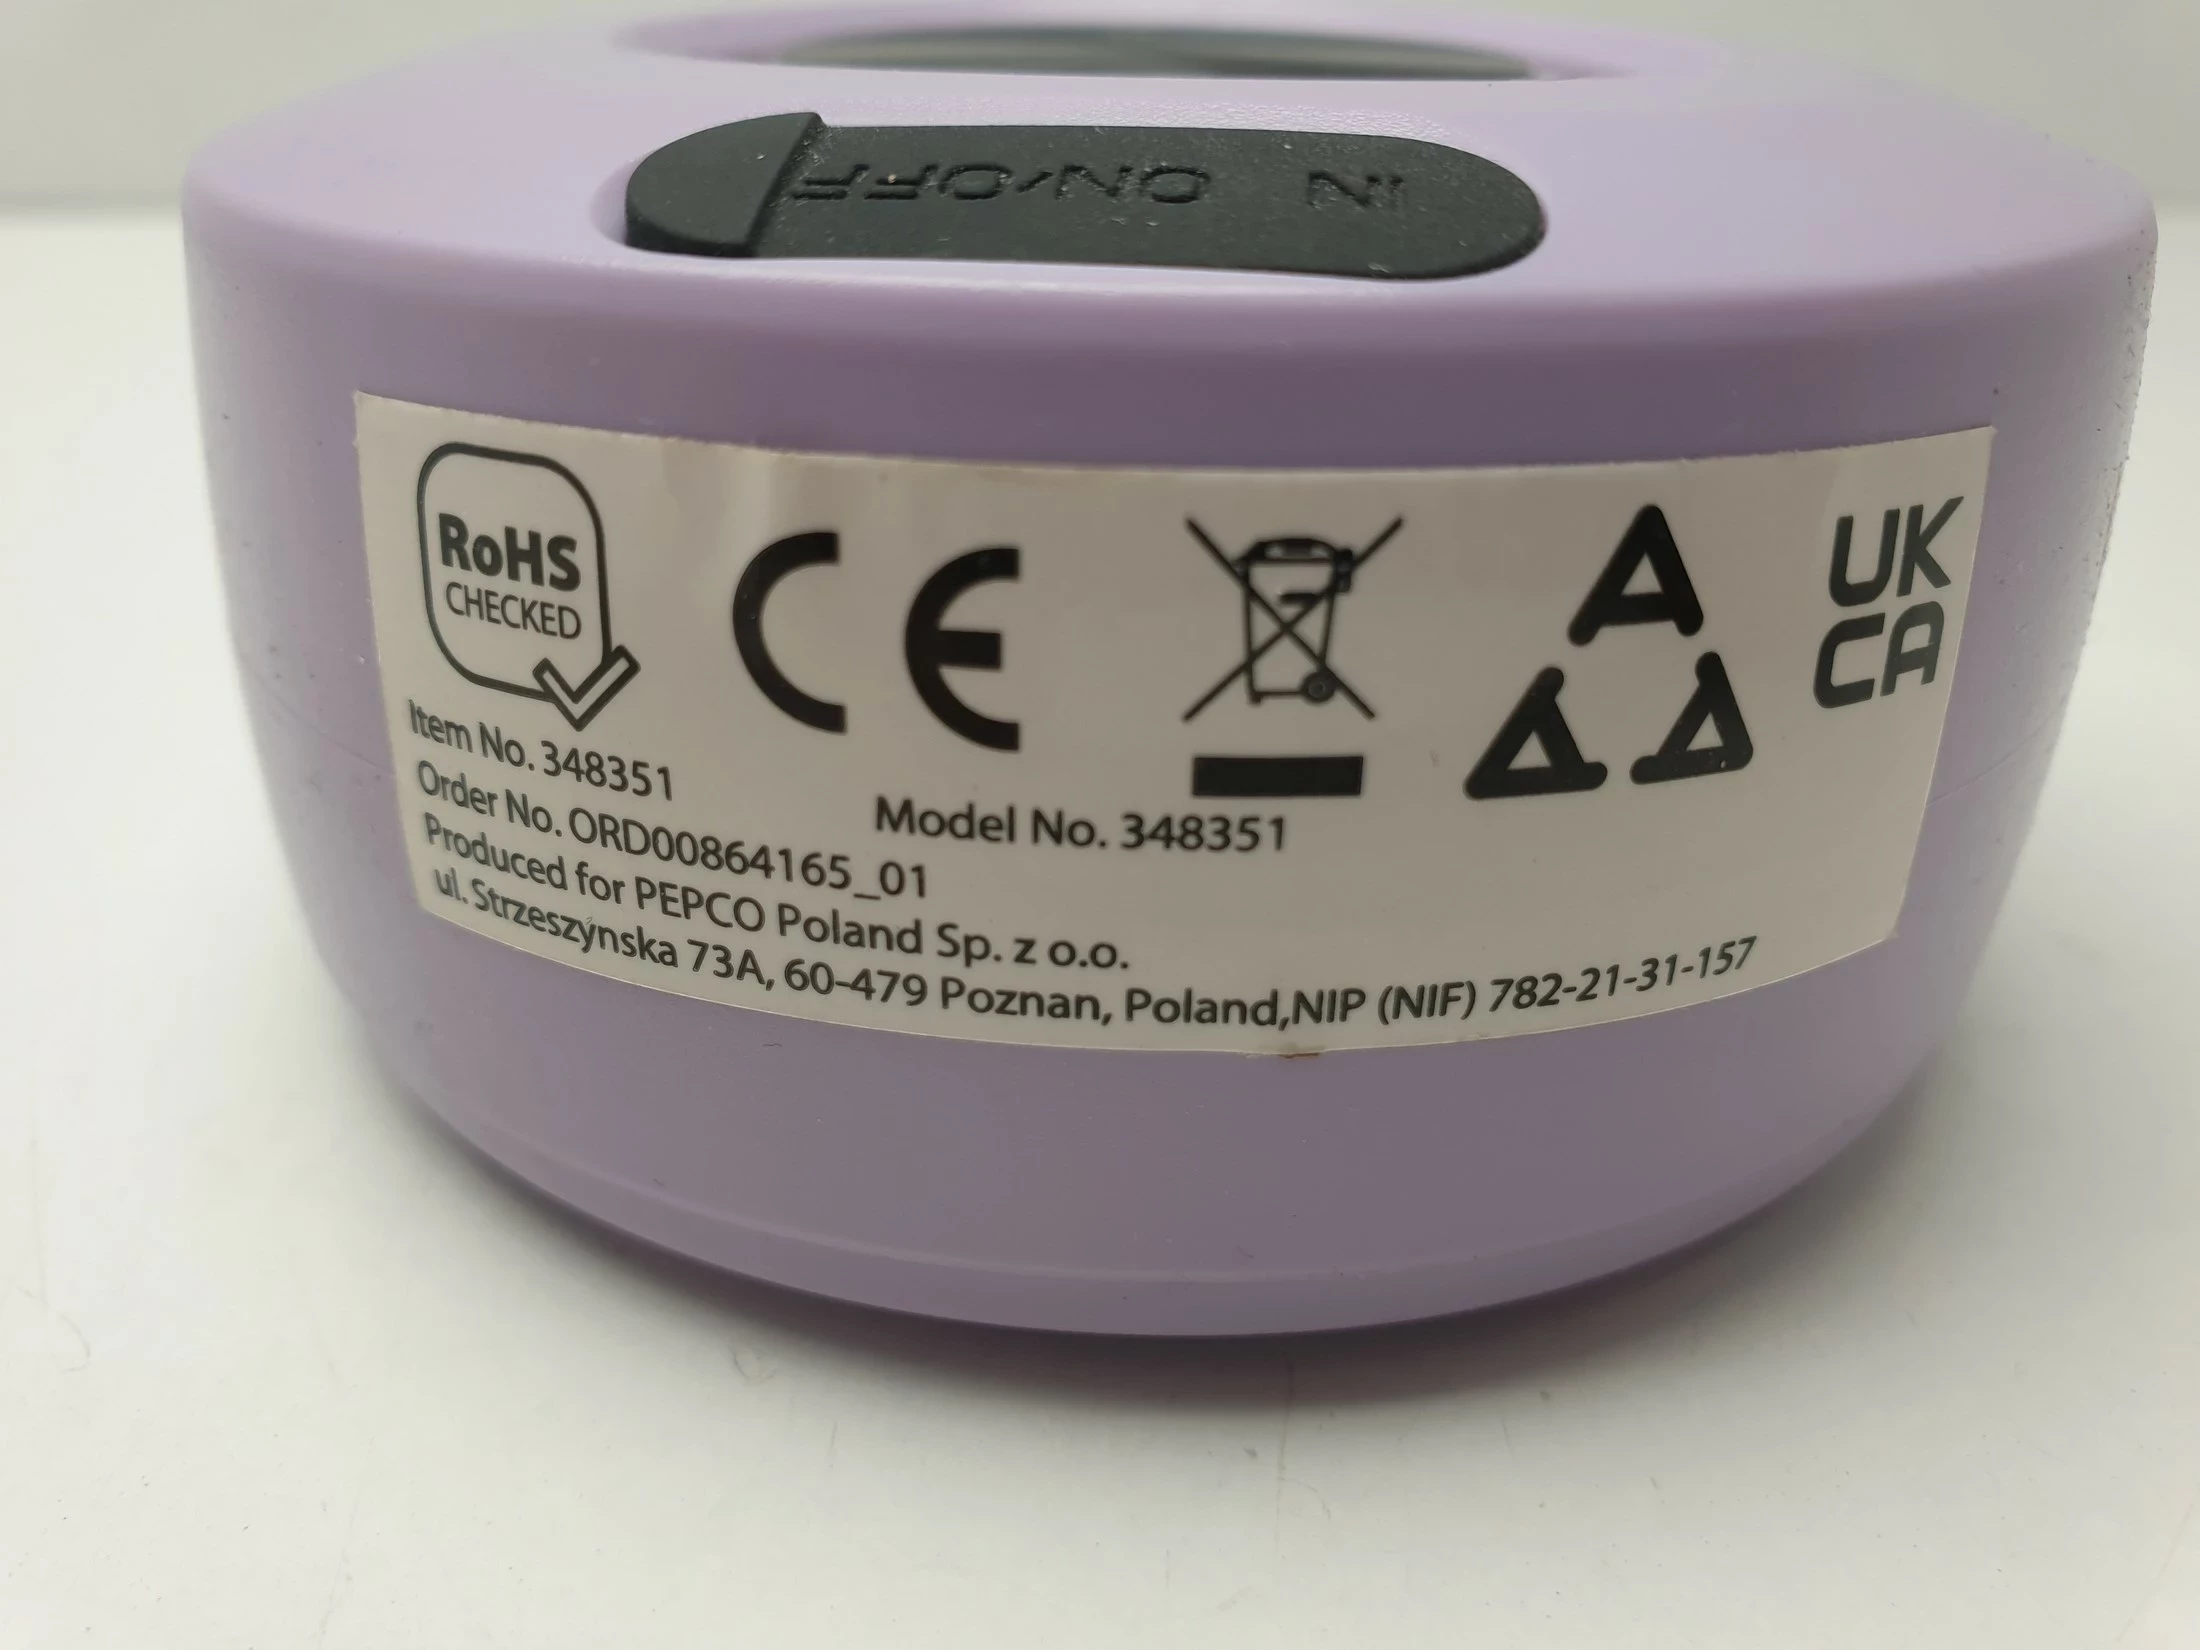 IN ON/OFF
RoHS
CHECKED
CE
UK
CA
Item No. 348351
Model No. 348351
Order No. ORD00864165_01
Produced for PEPCO Poland Sp. z o.o.
ul. Strzeszyńska 73A, 60-479 Poznan, Poland,NIP (NIF) 782-21-31-157